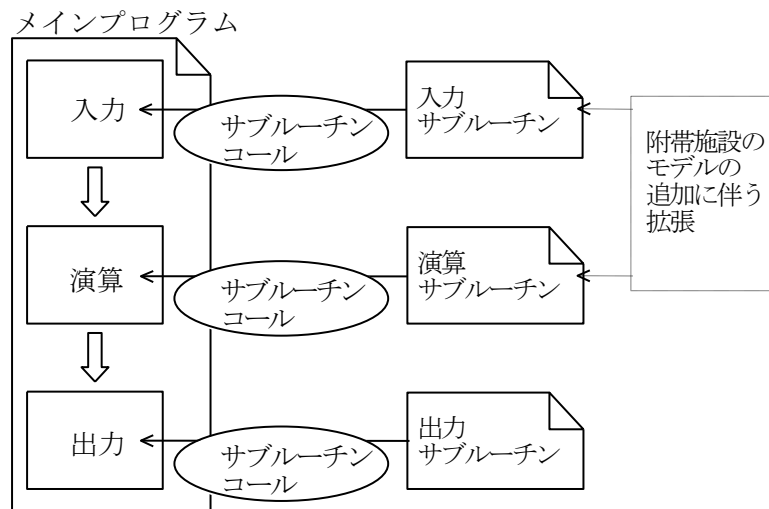 メインプログラム
入力
サブルーチン
コール
入力
サブルーチン
附帯施設の
モデルの
追加に伴う
拡張
演算
サブルーチン
コール
演算
サブルーチン
出力
サブルーチン
コール
出力
サブルーチン